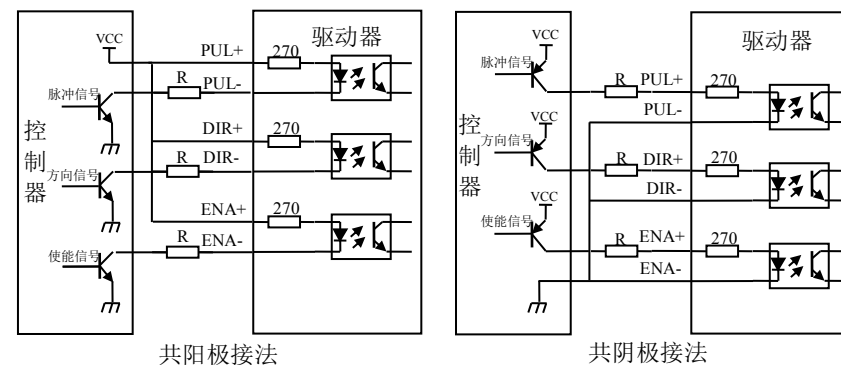 VCC
PUL+
270
驱动器
脉冲信号
R
PUL-
控制器
DIR+
270
方向信号
R
DIR-
ENA+
270
使能信号
R
ENA-
共阳极接法
VCC
驱动器
脉冲信号
R
PUL+
270
PUL-
控制器
VCC
方向信号
R
DIR+
270
DIR-
VCC
使能信号
R
ENA+
270
ENA-
共阴极接法